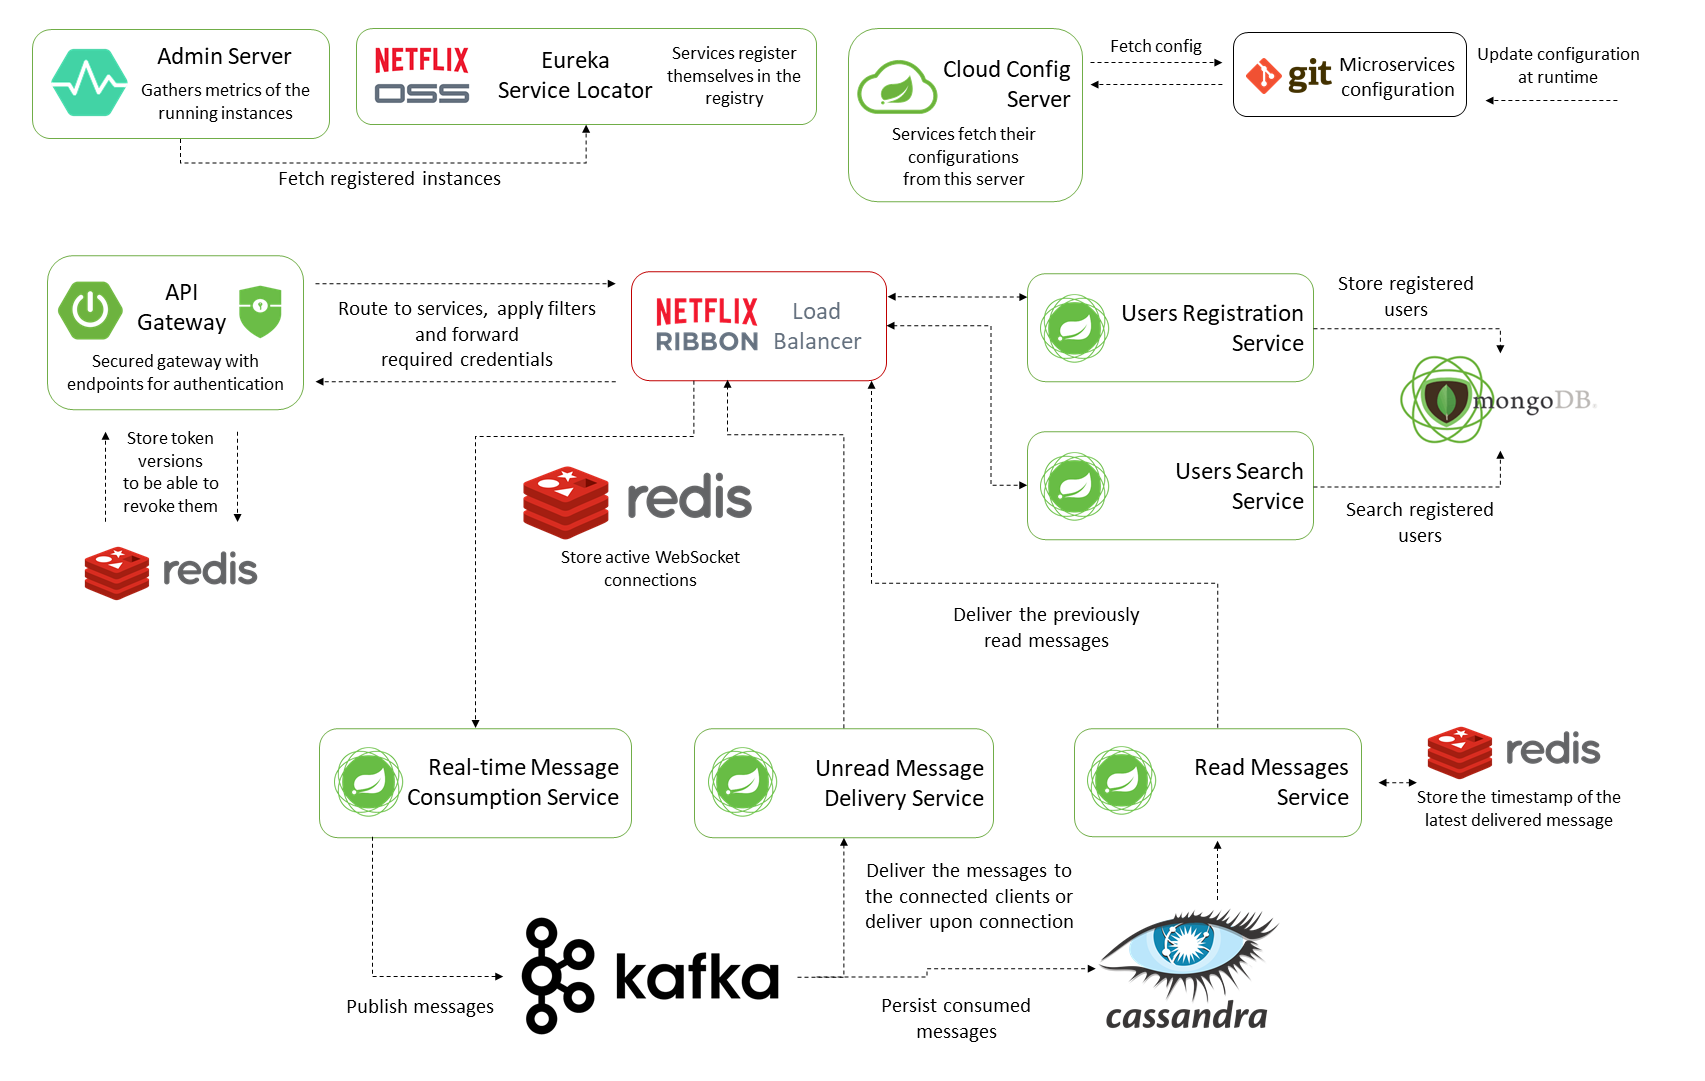 Admin Server
Gathers metrics of the
running instances
NETFLIX
OSS
Eureka
Service Locator
Services register
themselves in the
registry
Fetch registered instances
Cloud Config
Server
Services fetch their
configurations
from this server
Fetch config
git
Microservices
configuration
Update configuration
at runtime
API
Gateway
Secured gateway with
endpoints for authentication
Route to services, apply filters
and forward
required credentials
NETFLIX
RIBBON
Load
Balancer
Users Registration
Service
Store registered
users
mongoDB
Users Search
Service
Search registered
users
Store token
versions
to be able to
revoke them
redis
redis
Store active WebSocket
connections
Deliver the previously
read messages
Real-time Message
Consumption Service
Unread Message
Delivery Service
Read Messages
Service
redis
Store the timestamp of the
latest delivered message
Deliver the messages to
the connected clients or
deliver upon connection
Publish messages
kafka
Persist consumed
messages
cassandra